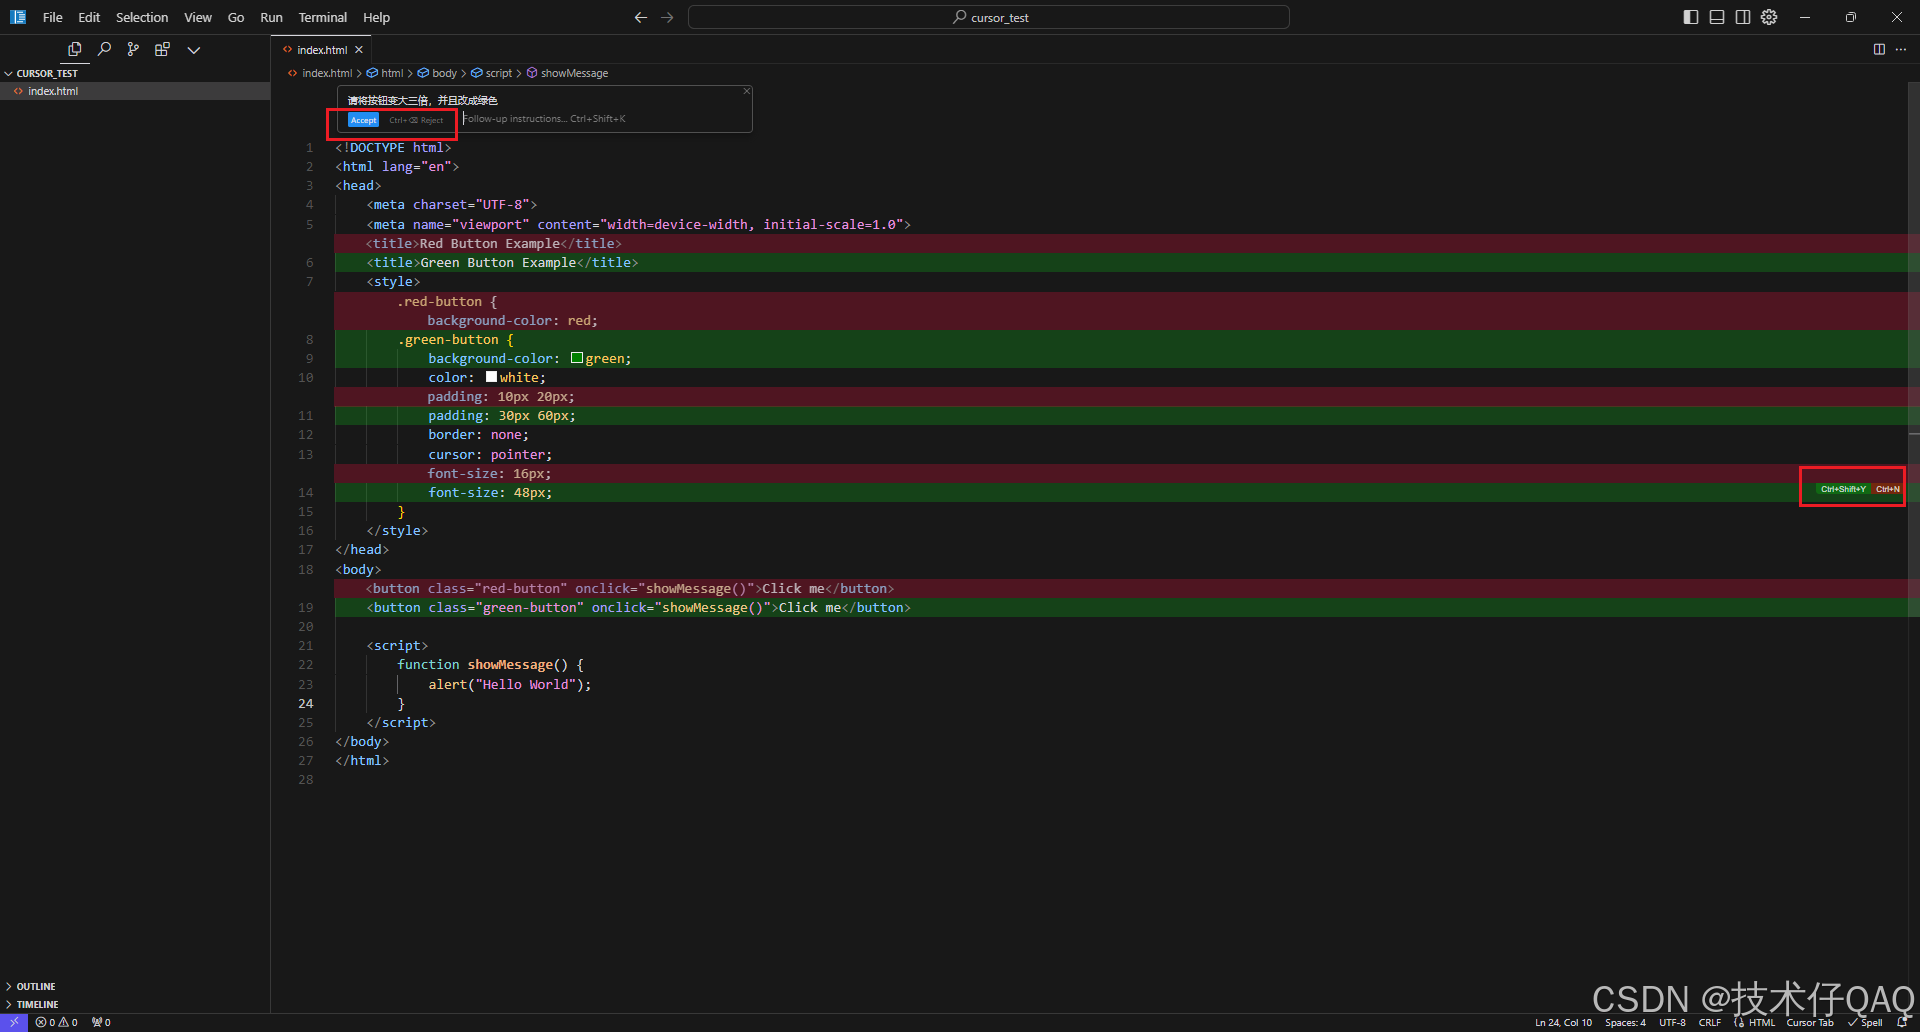 File Edit Selection View Go Run Terminal Help
cursor_test
index.html
CURSOR_TEST
index.html
index.html > html > body > script > showMessage
请将按钮变大三倍，并且改成绿色
Accept Ctrl+⌫ Reject Follow-up instructions... Ctrl+Shift+K
1 <!DOCTYPE html>
2 <html lang="en">
3 <head>
4 <meta charset="UTF-8">
5 <meta name="viewport" content="width=device-width, initial-scale=1.0">
<title>Red Button Example</title>
6 <title>Green Button Example</title>
7 <style>
.red-button {
background-color: red;
8 .green-button {
9 background-color: green;
10 color: white;
padding: 10px 20px;
11 padding: 30px 60px;
12 border: none;
13 cursor: pointer;
font-size: 16px;
14 font-size: 48px;
Ctrl+Shift+Y Ctrl+N
15 }
16 </style>
17 </head>
18 <body>
<button class="red-button" onclick="showMessage()">Click me</button>
19 <button class="green-button" onclick="showMessage()">Click me</button>
20
21 <script>
22 function showMessage() {
23 alert("Hello World");
24 }
25 </script>
26 </body>
27 </html>
28
OUTLINE
TIMELINE
CSDN @技术仔QAQ
0 0 0
Ln 24, Col 10 Spaces: 4 UTF-8 CRLF {} HTML Cursor Tab Spell